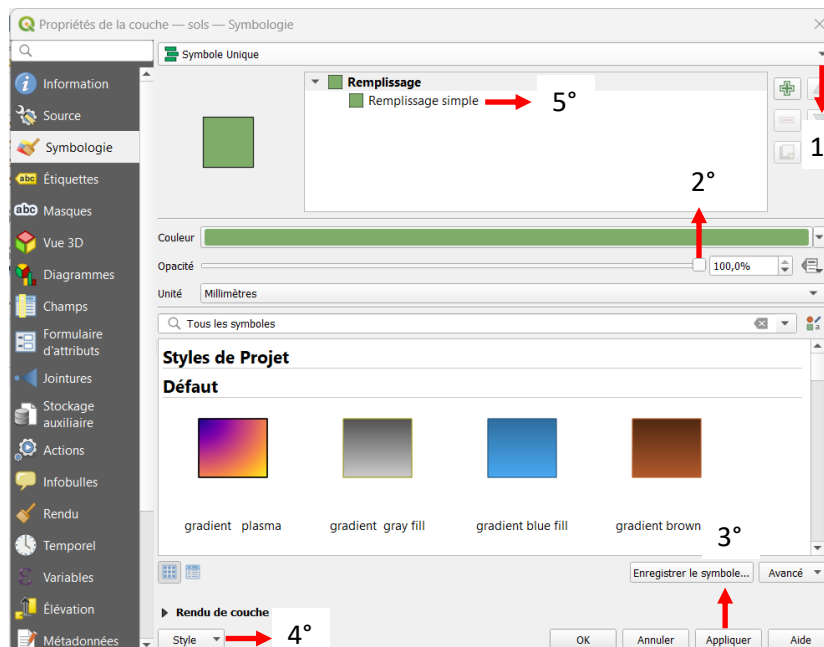 Propriétés de la couche — sols — Symbologie
Symbole Unique
Information
Source
Symbologie
abc Étiquettes
abc Masques
Vue 3D
Diagrammes
Champs
Formulaire
d'attributs
Jointures
Stockage
auxiliaire
Actions
Infobulles
Rendu
Temporel
Variables
Élévation
Métadonnées
Remplissage
Remplissage simple
5°
1
2°
Couleur
Opacité
100,0%
Unité
Millimètres
Tous les symboles
a
Styles de Projet
Défaut
gradient plasma
gradient gray fill
gradient blue fill
gradient brown
3°
Enregistrer le symbole...
Avancé
Rendu de couche
Style
4°
OK
Annuler
Appliquer
Aide